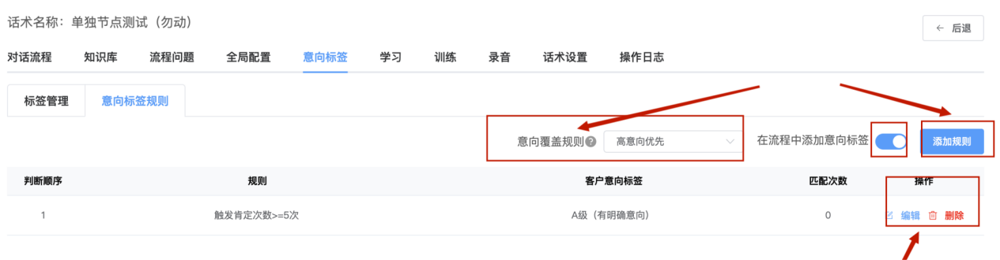 话术名称：单独节点测试（勿动）
← 后退
对话流程 知识库 流程问题 全局配置 意向标签 学习 训练 录音 话术设置 操作日志
标签管理 意向标签规则
意向覆盖规则 ? 高意向优先 在流程中添加意向标签 添加规则
判断顺序 规则 客户意向标签 匹配次数 操作
1 触发肯定次数>=5次 A级（有明确意向） 0 编辑 删除